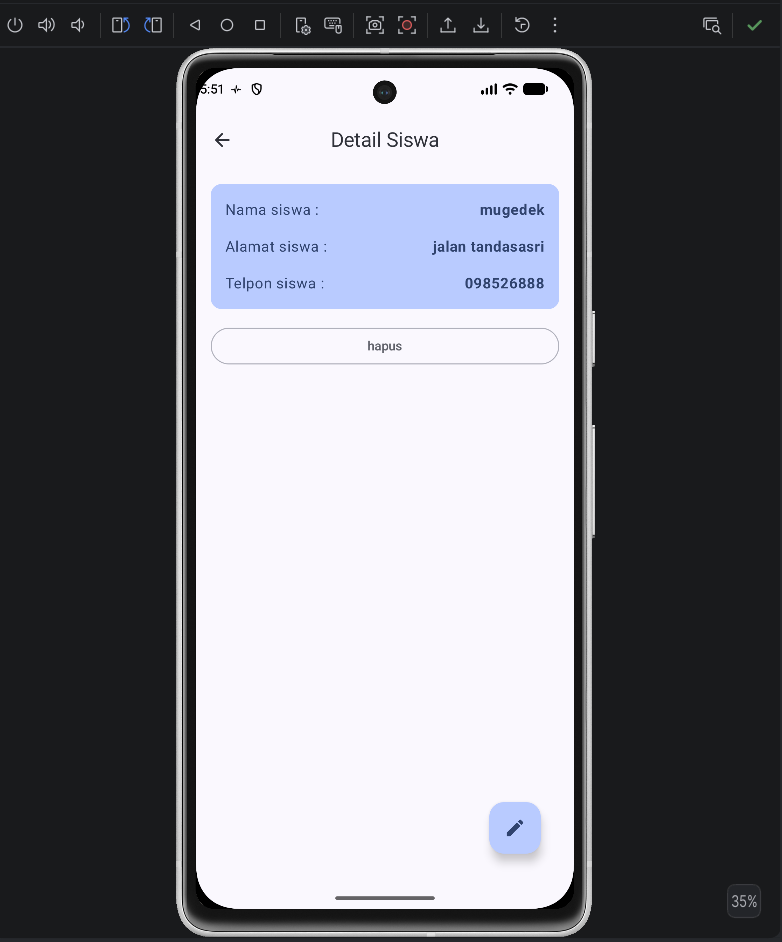 5:51
Detail Siswa
Nama siswa : mugedek
Alamat siswa : jalan tandasasri
Telpon siswa : 098526888
hapus
35%